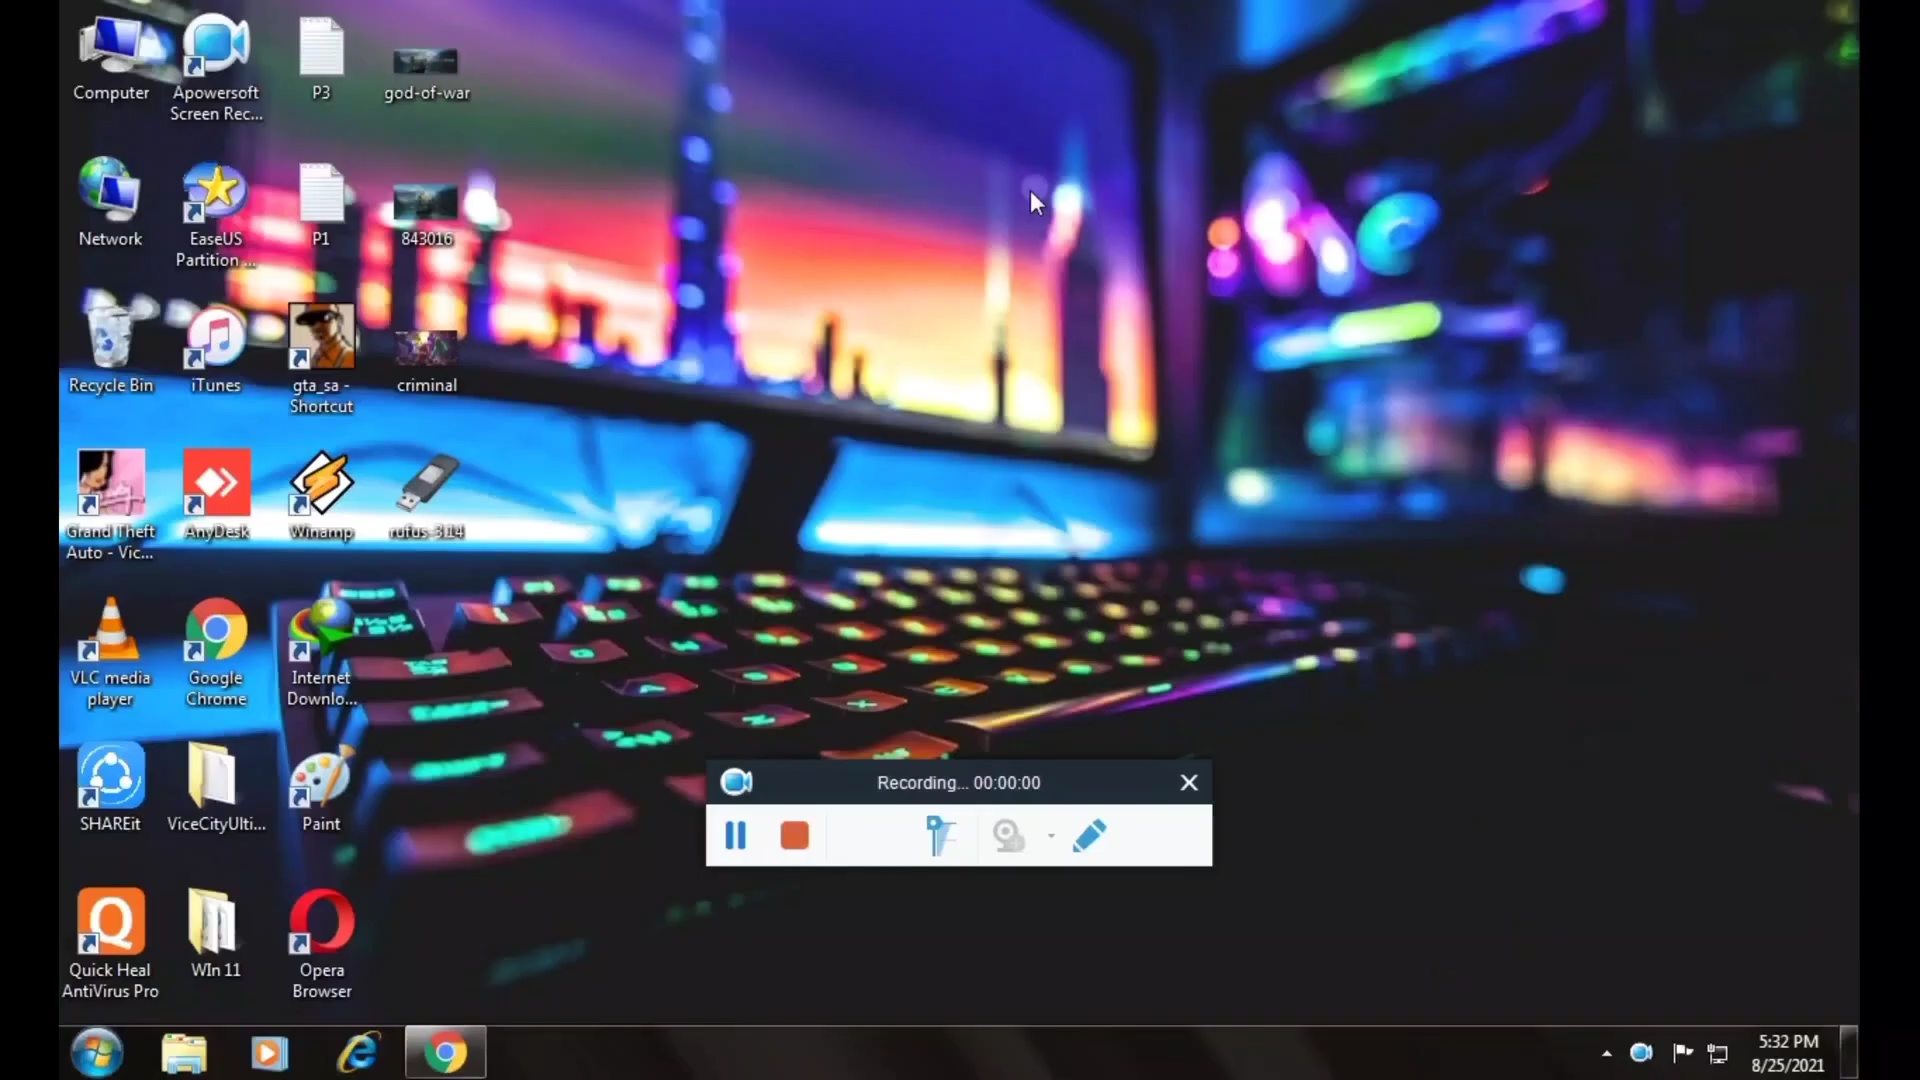 Computer
Apowersoft
Screen Rec...
P3
god-of-war
Network
EaseUS
Partition ...
P1
843016
Recycle Bin
iTunes
gta_sa -
Shortcut
criminal
Grand Theft
Auto - Vic...
AnyDesk
Winamp
rufus-3.14
VLC media
player
Google
Chrome
Internet
Downlo...
SHAREit
ViceCityUlti...
Paint
Quick Heal
AntiVirus Pro
WIn 11
Opera
Browser
Recording... 00:00:00
5:32 PM
8/25/2021